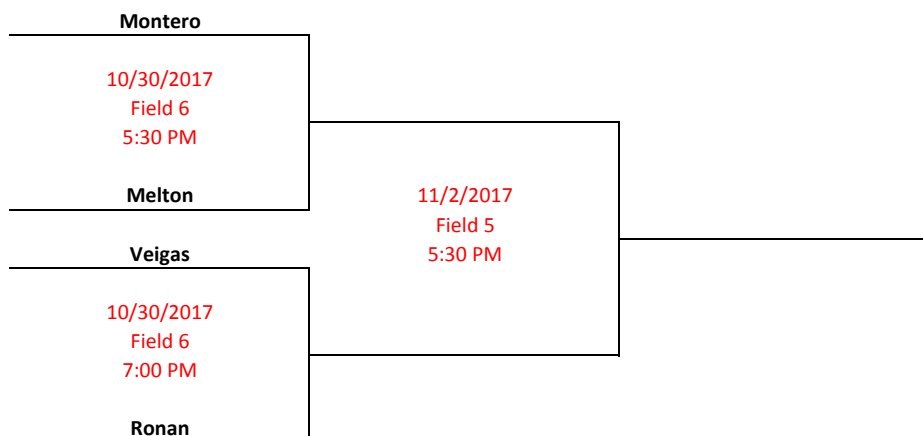 Montero
10/30/2017
Field 6
5:30 PM
Melton
11/2/2017
Field 5
5:30 PM
Veigas
10/30/2017
Field 6
7:00 PM
Ronan